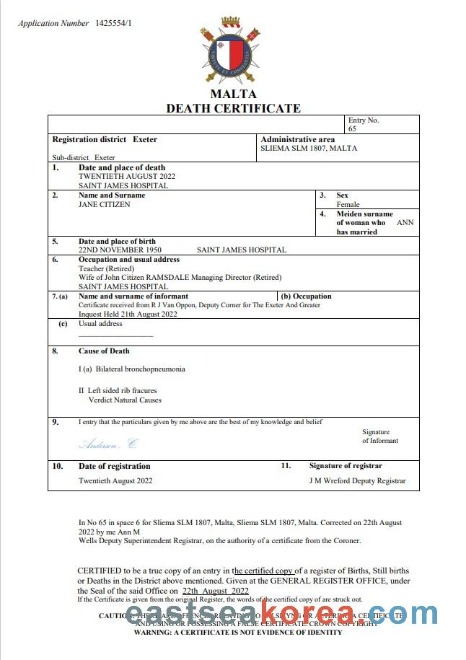 Application Number 1425554/1
MALTA
DEATH CERTIFICATE
Entry No.
65
Registration district Exeter
Administrative area
SLIEMA SLM 1807, MALTA
Sub-district Exeter
1. Date and place of death
TWENTIETH AUGUST 2022
SAINT JAMES HOSPITAL
2. Name and Surname
JANE CITIZEN
3. Sex
Female
4. Meiden surname
of woman who ANN
has married
5. Date and place of birth
22ND NOVEMBER 1950 SAINT JAMES HOSPITAL
6. Occupation and usual address
Teacher (Retired)
Wife of John Citizen RAMSDALE Managing Director (Retired)
SAINT JAMES HOSPITAL
7. (a) Name and surname of informant (b) Occupation
Certificate received from R J Van Oppon, Deputy Corner for The Exeter And Greater
Inquest Held 21th August 2022
(c) Usual address
8. Cause of Death
I (a) Bilateral bronchopneumonia
II Left sided rib fracures
Verdict Natural Causes
9. I entry that the particulars given by me above are the best of my knowledge and belief
Andersen . C
Signature
of Informant
10. Date of registration
Twentieth August 2022
11. Signature of registrar
J M Wreford Deputy Registrar
In No 65 in space 6 for Sliema SLM 1807, Malta, Sliema SLM 1807, Malta. Corrected on 22th August
2022 by me Ann M
Wells Deputy Superintendent Registrar, on the authority of a certificate from the Coroner.
CERTIFIED to be a true copy of an entry in the certified copy of a register of Births, Still births
or Deaths in the District above mentioned. Given at the GENERAL REGISTER OFFICE, under
the Seal of the said Office on 22th August 2022
If the Certificate is given from the original Register, the words of the certified copy of are struck out.
eastseakorea.com
WARNING: A CERTIFICATE IS NOT EVIDENCE OF IDENTITY